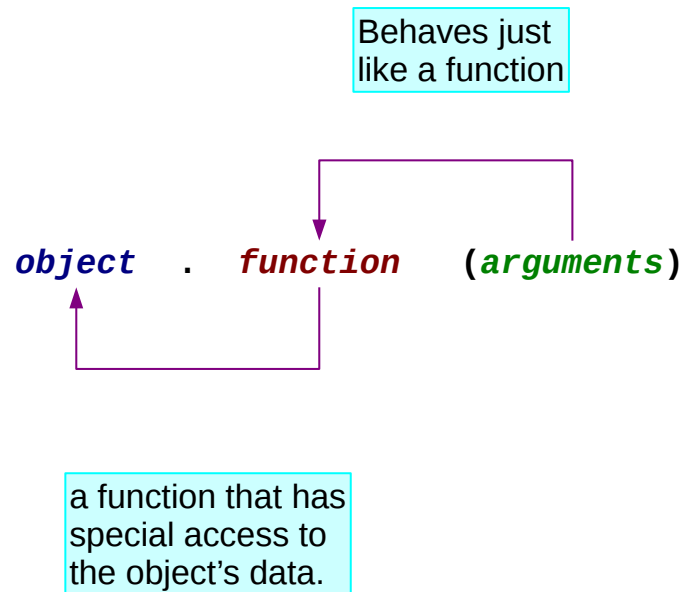 Behaves just
like a function
object . function (arguments)
a function that has
special access to
the object’s data.